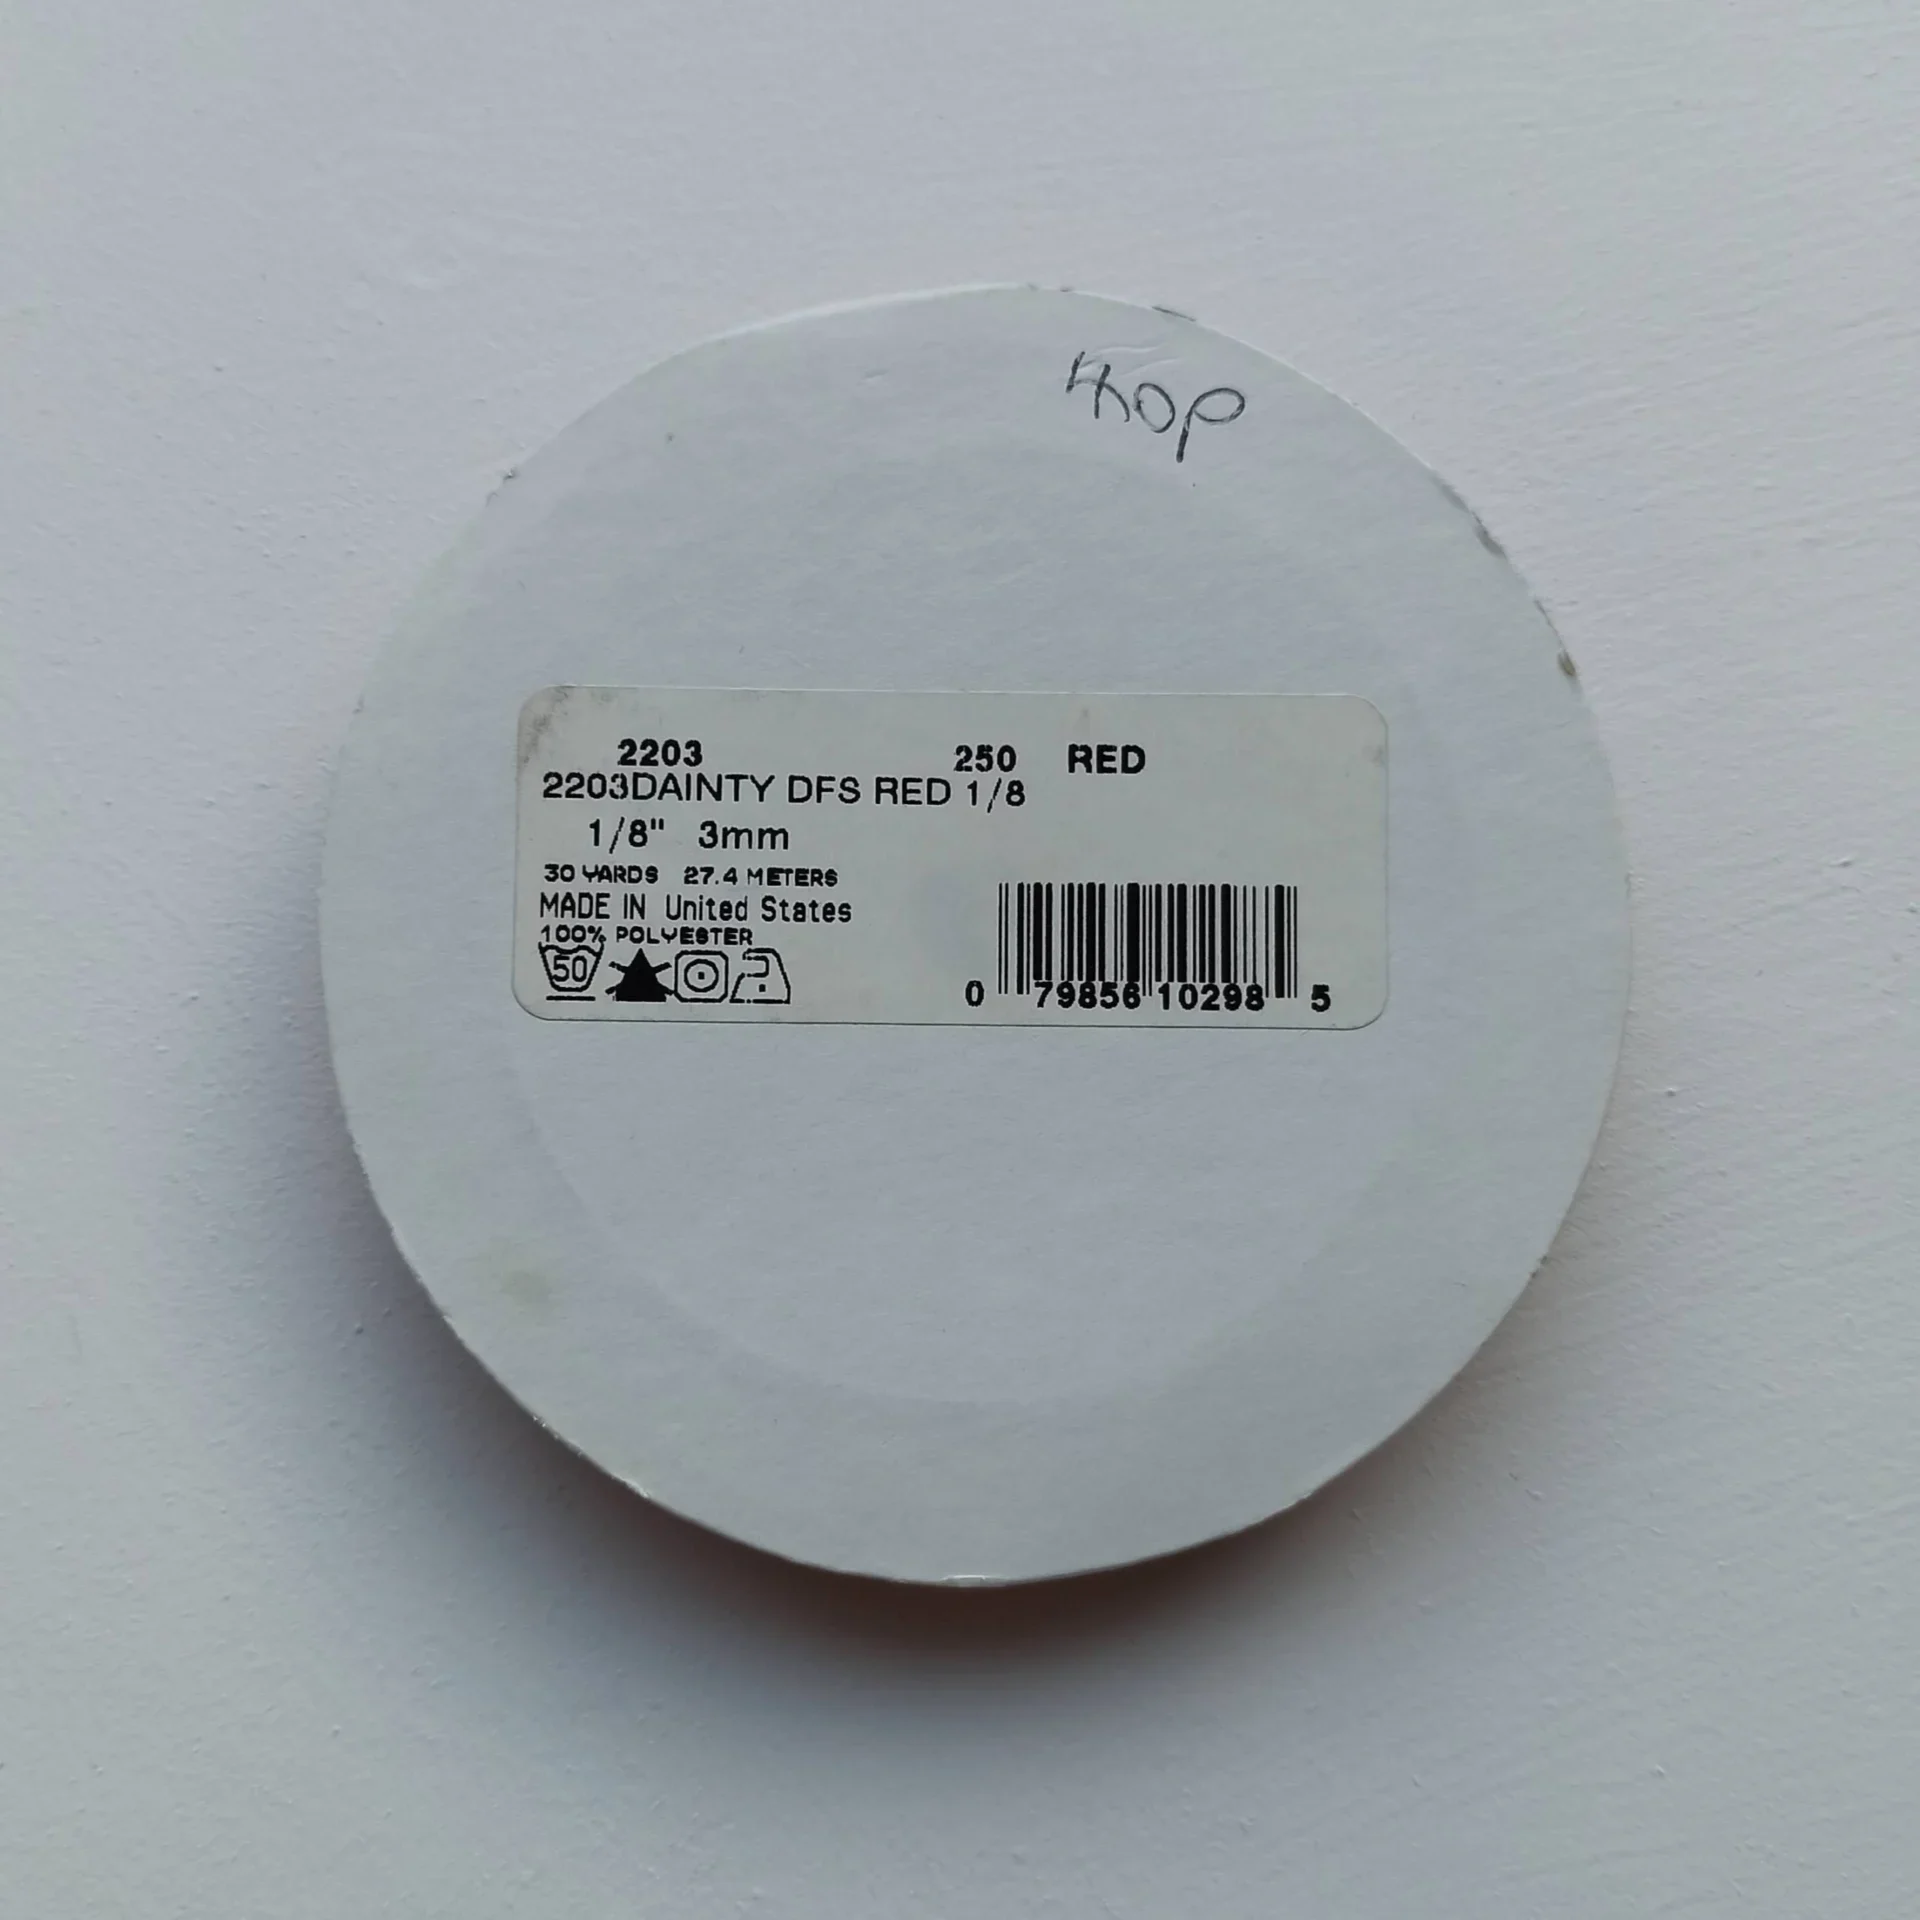 2203 250 RED
2203DAINTY DFS RED 1/8
1/8" 3mm
30 YARDS 27.4 METERS
MADE IN United States
100% POLYESTER
50
0 79856 10298 5